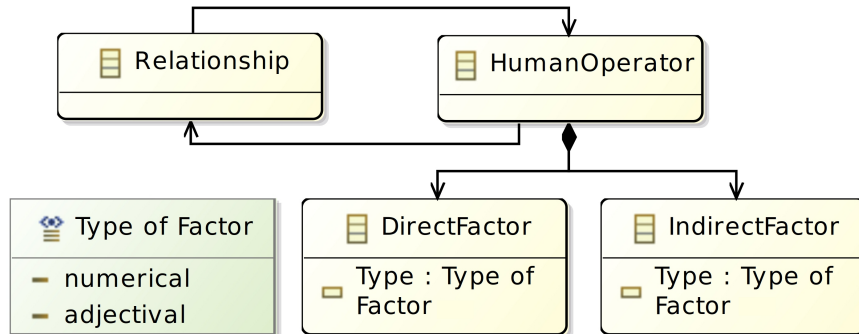 Relationship
HumanOperator
Type of Factor
numerical
adjectival
DirectFactor
Type : Type of
Factor
IndirectFactor
Type : Type of
Factor